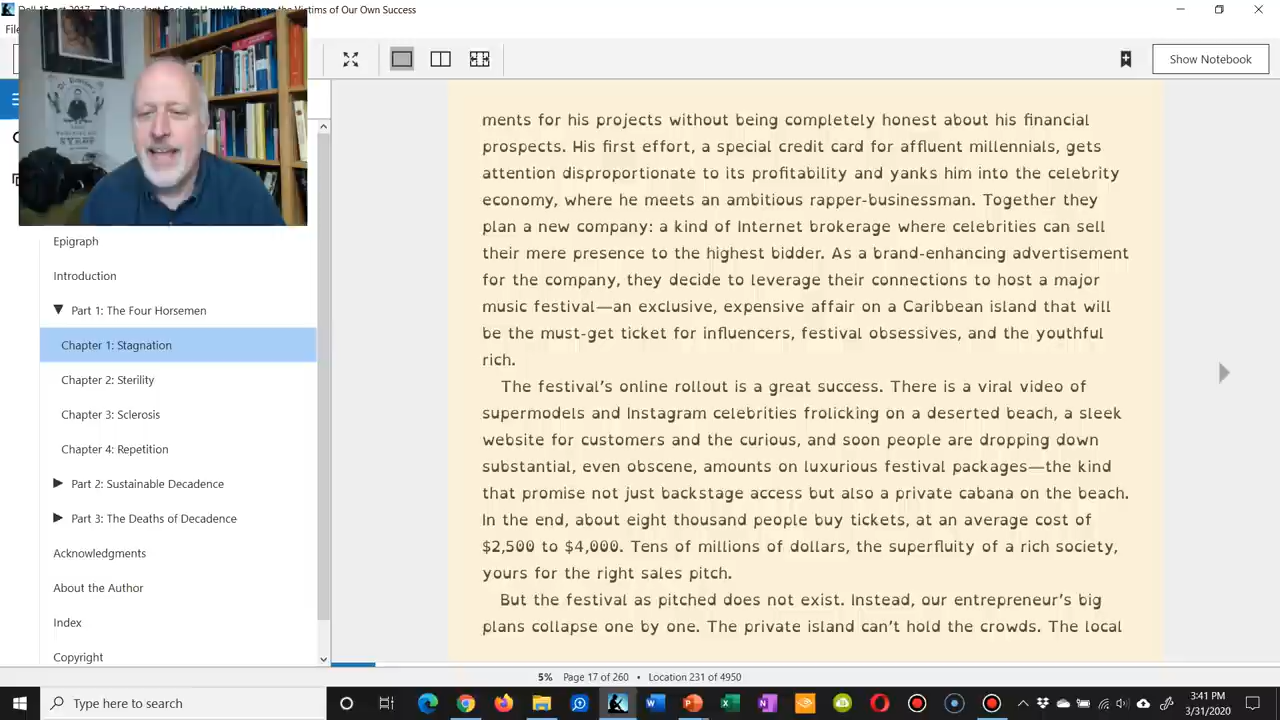 The Decadent Society: How We Became the Victims of Our Own Success
File
Show Notebook
Epigraph
Introduction
Part 1: The Four Horsemen
Chapter 1: Stagnation
Chapter 2: Sterility
Chapter 3: Sclerosis
Chapter 4: Repetition
Part 2: Sustainable Decadence
Part 3: The Deaths of Decadence
Acknowledgments
About the Author
Index
Copyright
ments for his projects without being completely honest about his financial
prospects. His first effort, a special credit card for affluent millennials, gets
attention disproportionate to its profitability and yanks him into the celebrity
economy, where he meets an ambitious rapper-businessman. Together they
plan a new company: a kind of Internet brokerage where celebrities can sell
their mere presence to the highest bidder. As a brand-enhancing advertisement
for the company, they decide to leverage their connections to host a major
music festival—an exclusive, expensive affair on a Caribbean island that will
be the must-get ticket for influencers, festival obsessives, and the youthful
rich.
The festival's online rollout is a great success. There is a viral video of
supermodels and Instagram celebrities frolicking on a deserted beach, a sleek
website for customers and the curious, and soon people are dropping down
substantial, even obscene, amounts on luxurious festival packages—the kind
that promise not just backstage access but also a private cabana on the beach.
In the end, about eight thousand people buy tickets, at an average cost of
$2,500 to $4,000. Tens of millions of dollars, the superfluity of a rich society,
yours for the right sales pitch.
But the festival as pitched does not exist. Instead, our entrepreneur's big
plans collapse one by one. The private island can't hold the crowds. The local
5% Page 17 of 260 • Location 231 of 4950
Type here to search
3:41 PM
3/31/2020